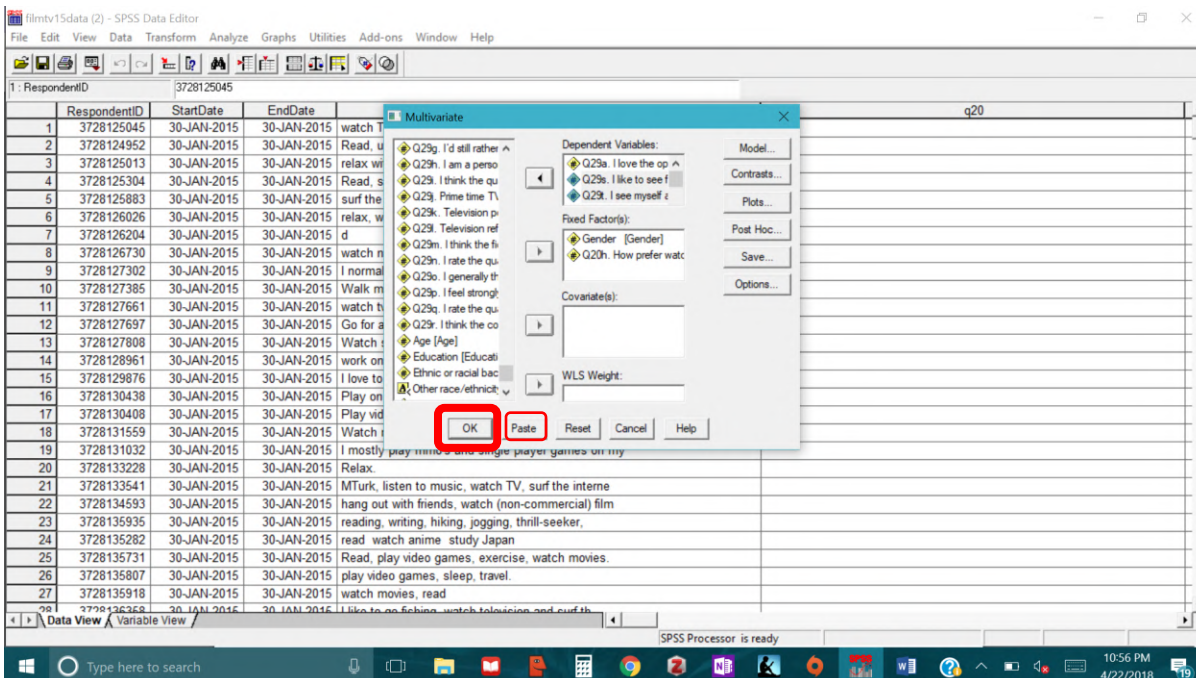 filmtv15data (2) - SPSS Data Editor
File Edit View Data Transform Analyze Graphs Utilities Add-ons Window Help
1 : RespondentID 3728125045
RespondentID StartDate EndDate q20
1 3728125045 30-JAN-2015 30-JAN-2015 watch T
2 3728124952 30-JAN-2015 30-JAN-2015 Read, u
3 3728125013 30-JAN-2015 30-JAN-2015 relax wi
4 3728125304 30-JAN-2015 30-JAN-2015 Read, s
5 3728125883 30-JAN-2015 30-JAN-2015 surf the
6 3728126026 30-JAN-2015 30-JAN-2015 relax, w
7 3728126204 30-JAN-2015 30-JAN-2015 d
8 3728126730 30-JAN-2015 30-JAN-2015 watch n
9 3728127302 30-JAN-2015 30-JAN-2015 I normal
10 3728127385 30-JAN-2015 30-JAN-2015 Walk m
11 3728127661 30-JAN-2015 30-JAN-2015 watch tv
12 3728127697 30-JAN-2015 30-JAN-2015 Go for a
13 3728127808 30-JAN-2015 30-JAN-2015 Watch s
14 3728128961 30-JAN-2015 30-JAN-2015 work on
15 3728129876 30-JAN-2015 30-JAN-2015 I love to
16 3728130438 30-JAN-2015 30-JAN-2015 Play on
17 3728130408 30-JAN-2015 30-JAN-2015 Play vid
18 3728131559 30-JAN-2015 30-JAN-2015 Watch
19 3728131032 30-JAN-2015 30-JAN-2015 I mostly play mmo's and single player games on my
20 3728133228 30-JAN-2015 30-JAN-2015 Relax.
21 3728133541 30-JAN-2015 30-JAN-2015 MTurk, listen to music, watch TV, surf the interne
22 3728134593 30-JAN-2015 30-JAN-2015 hang out with friends, watch (non-commercial) film
23 3728135935 30-JAN-2015 30-JAN-2015 reading, writing, hiking, jogging, thrill-seeker,
24 3728135282 30-JAN-2015 30-JAN-2015 read watch anime study Japan
25 3728135731 30-JAN-2015 30-JAN-2015 Read, play video games, exercise, watch movies.
26 3728135807 30-JAN-2015 30-JAN-2015 play video games, sleep, travel.
27 3728135918 30-JAN-2015 30-JAN-2015 watch movies, read
28 3728136358 30-JAN-2015 30-JAN-2015 I like to go fishing, watch television and surf th
Multivariate
Q29g. I'd still rather
Q29h. I am a perso
Q29i. I think the qu
Q29j. Prime time TV
Q29k. Television p
Q29l. Television ref
Q29m. I think the fi
Q29n. I rate the qu
Q29o. I generally th
Q29p. I feel strongl
Q29q. I rate the qu
Q29r. I think the co
Age [Age]
Education [Educati
Ethnic or racial bac
Other race/ethnicit
Dependent Variables:
Q29a. I love the op
Q29s. I like to see f
Q29t. I see myself a
Fixed Factor(s):
Gender [Gender]
Q20h. How prefer watc
Covariate(s):
WLS Weight:
Model...
Contrasts...
Plots...
Post Hoc...
Save...
Options...
OK Paste Reset Cancel Help
Data View Variable View
SPSS Processor is ready
Type here to search
10:56 PM
4/22/2018
19